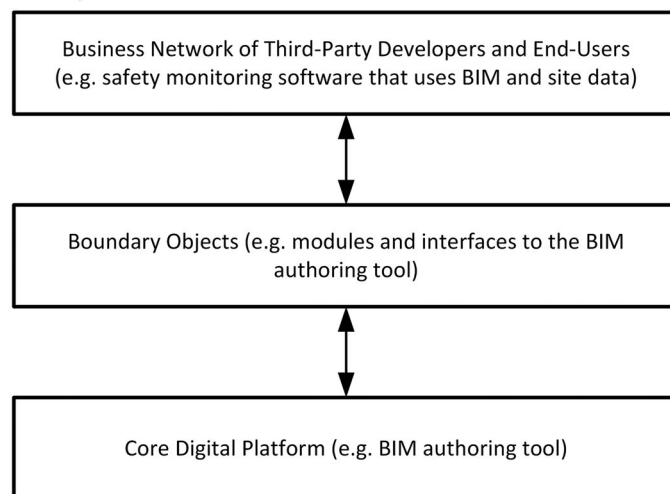 Business Network of Third-Party Developers and End-Users
(e.g. safety monitoring software that uses BIM and site data)
Boundary Objects (e.g. modules and interfaces to the BIM
authoring tool)
Core Digital Platform (e.g. BIM authoring tool)